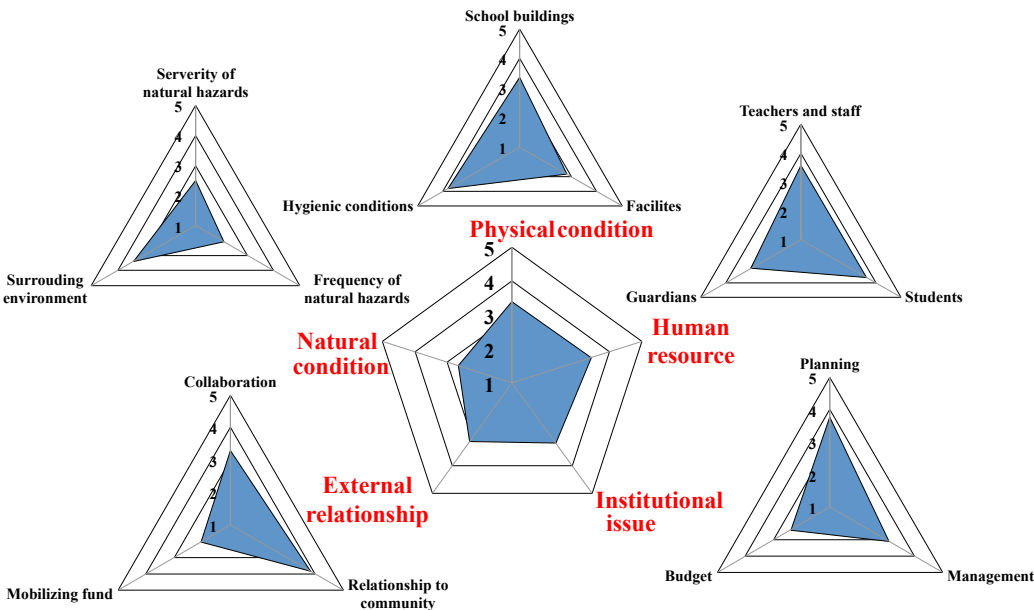 School buildings
5
4
3
2
1
Hygienic conditions
Facilites
Serverity of
natural hazards
5
4
3
2
1
Surrouding
environment
Frequency of
natural hazards
Teachers and staff
5
4
3
2
1
Guardians
Students
Physical condition
5
4
3
2
1
Natural
condition
Human
resource
External
relationship
Institutional
issue
Collaboration
5
4
3
2
1
Mobilizing fund
Relationship to
community
Planning
5
4
3
2
1
Budget
Management